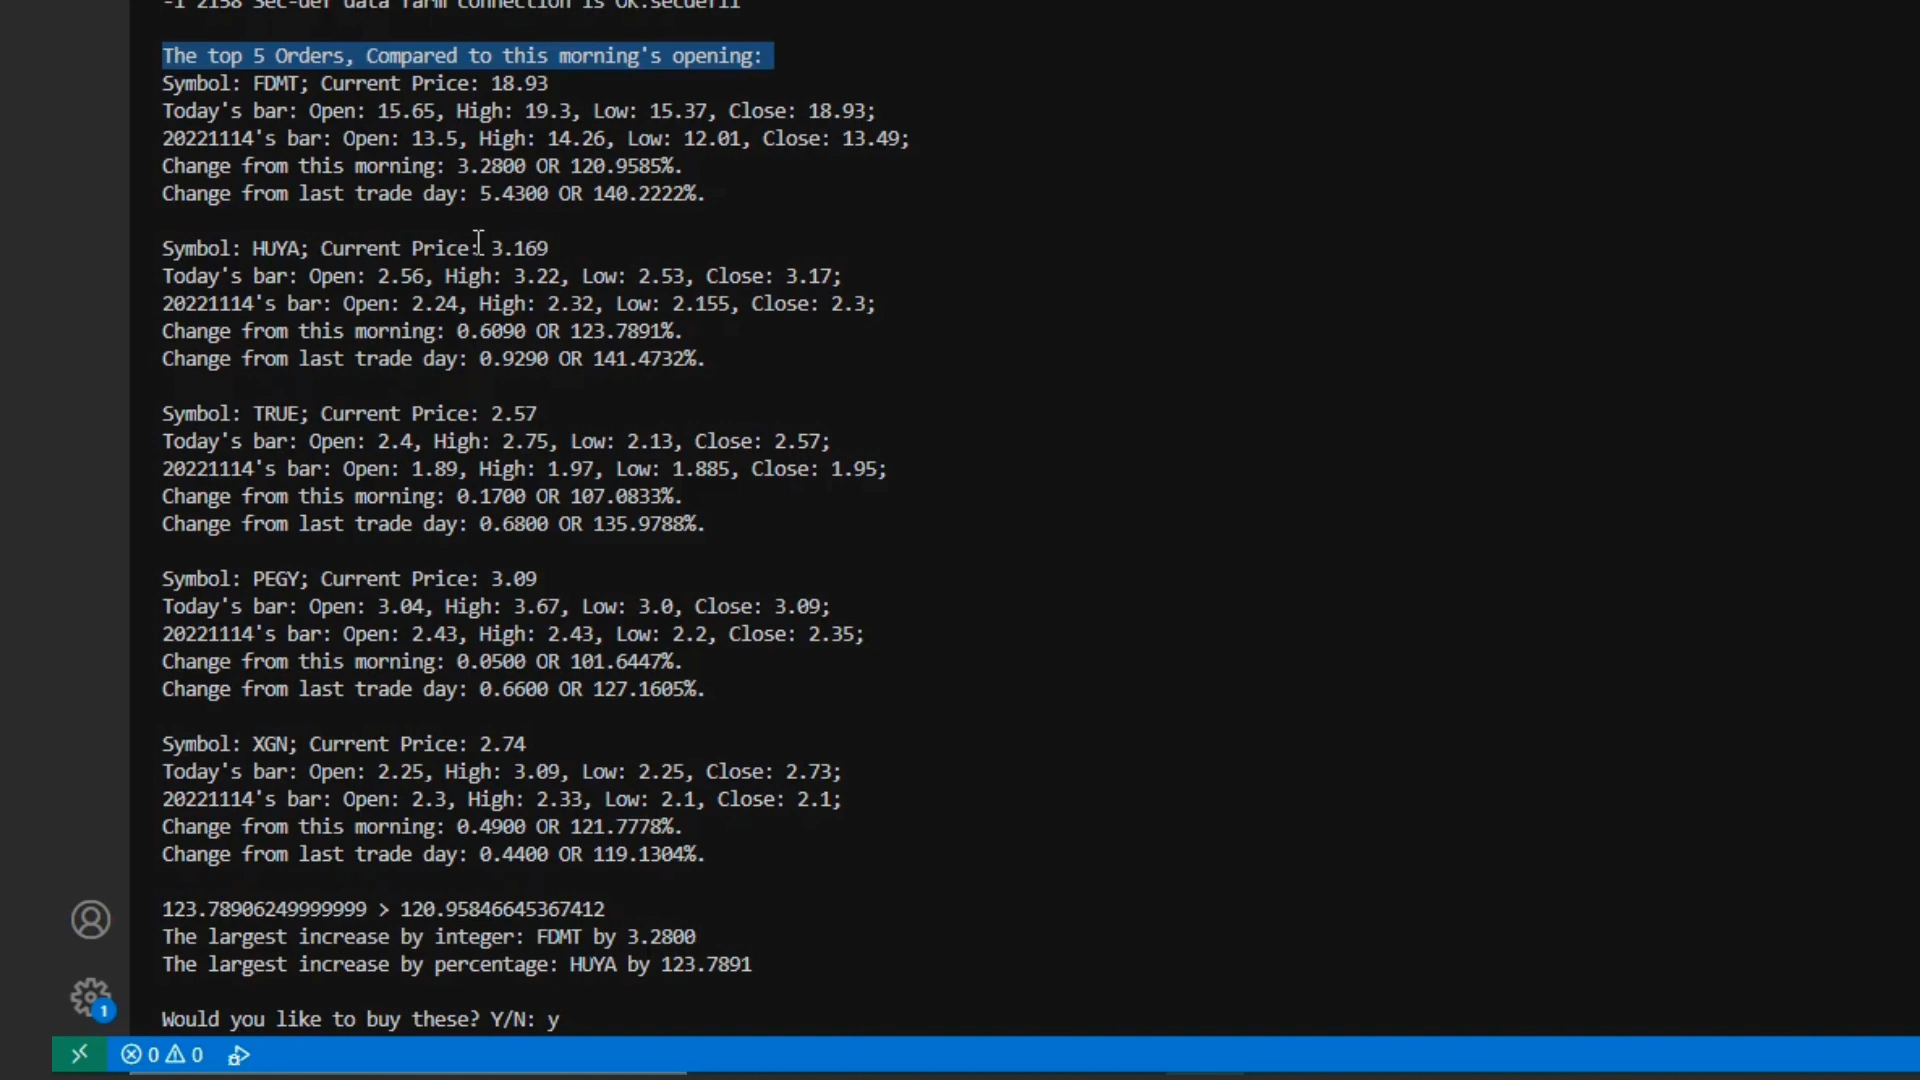 -1 2158 Sec-def data farm connection is OK:secdefil
The top 5 Orders, Compared to this morning's opening:
Symbol: FDMT; Current Price: 18.93
Today's bar: Open: 15.65, High: 19.3, Low: 15.37, Close: 18.93;
20221114's bar: Open: 13.5, High: 14.26, Low: 12.01, Close: 13.49;
Change from this morning: 3.2800 OR 120.9585%.
Change from last trade day: 5.4300 OR 140.2222%.
Symbol: HUYA; Current Price: 3.169
Today's bar: Open: 2.56, High: 3.22, Low: 2.53, Close: 3.17;
20221114's bar: Open: 2.24, High: 2.32, Low: 2.155, Close: 2.3;
Change from this morning: 0.6090 OR 123.7891%.
Change from last trade day: 0.9290 OR 141.4732%.
Symbol: TRUE; Current Price: 2.57
Today's bar: Open: 2.4, High: 2.75, Low: 2.13, Close: 2.57;
20221114's bar: Open: 1.89, High: 1.97, Low: 1.885, Close: 1.95;
Change from this morning: 0.1700 OR 107.0833%.
Change from last trade day: 0.6800 OR 135.9788%.
Symbol: PEGY; Current Price: 3.09
Today's bar: Open: 3.04, High: 3.67, Low: 3.0, Close: 3.09;
20221114's bar: Open: 2.43, High: 2.43, Low: 2.2, Close: 2.35;
Change from this morning: 0.0500 OR 101.6447%.
Change from last trade day: 0.6600 OR 127.1605%.
Symbol: XGN; Current Price: 2.74
Today's bar: Open: 2.25, High: 3.09, Low: 2.25, Close: 2.73;
20221114's bar: Open: 2.3, High: 2.33, Low: 2.1, Close: 2.1;
Change from this morning: 0.4900 OR 121.7778%.
Change from last trade day: 0.4400 OR 119.1304%.
123.78906249999999 > 120.95846645367412
The largest increase by integer: FDMT by 3.2800
The largest increase by percentage: HUYA by 123.7891
1
Would you like to buy these? Y/N: y
0 0